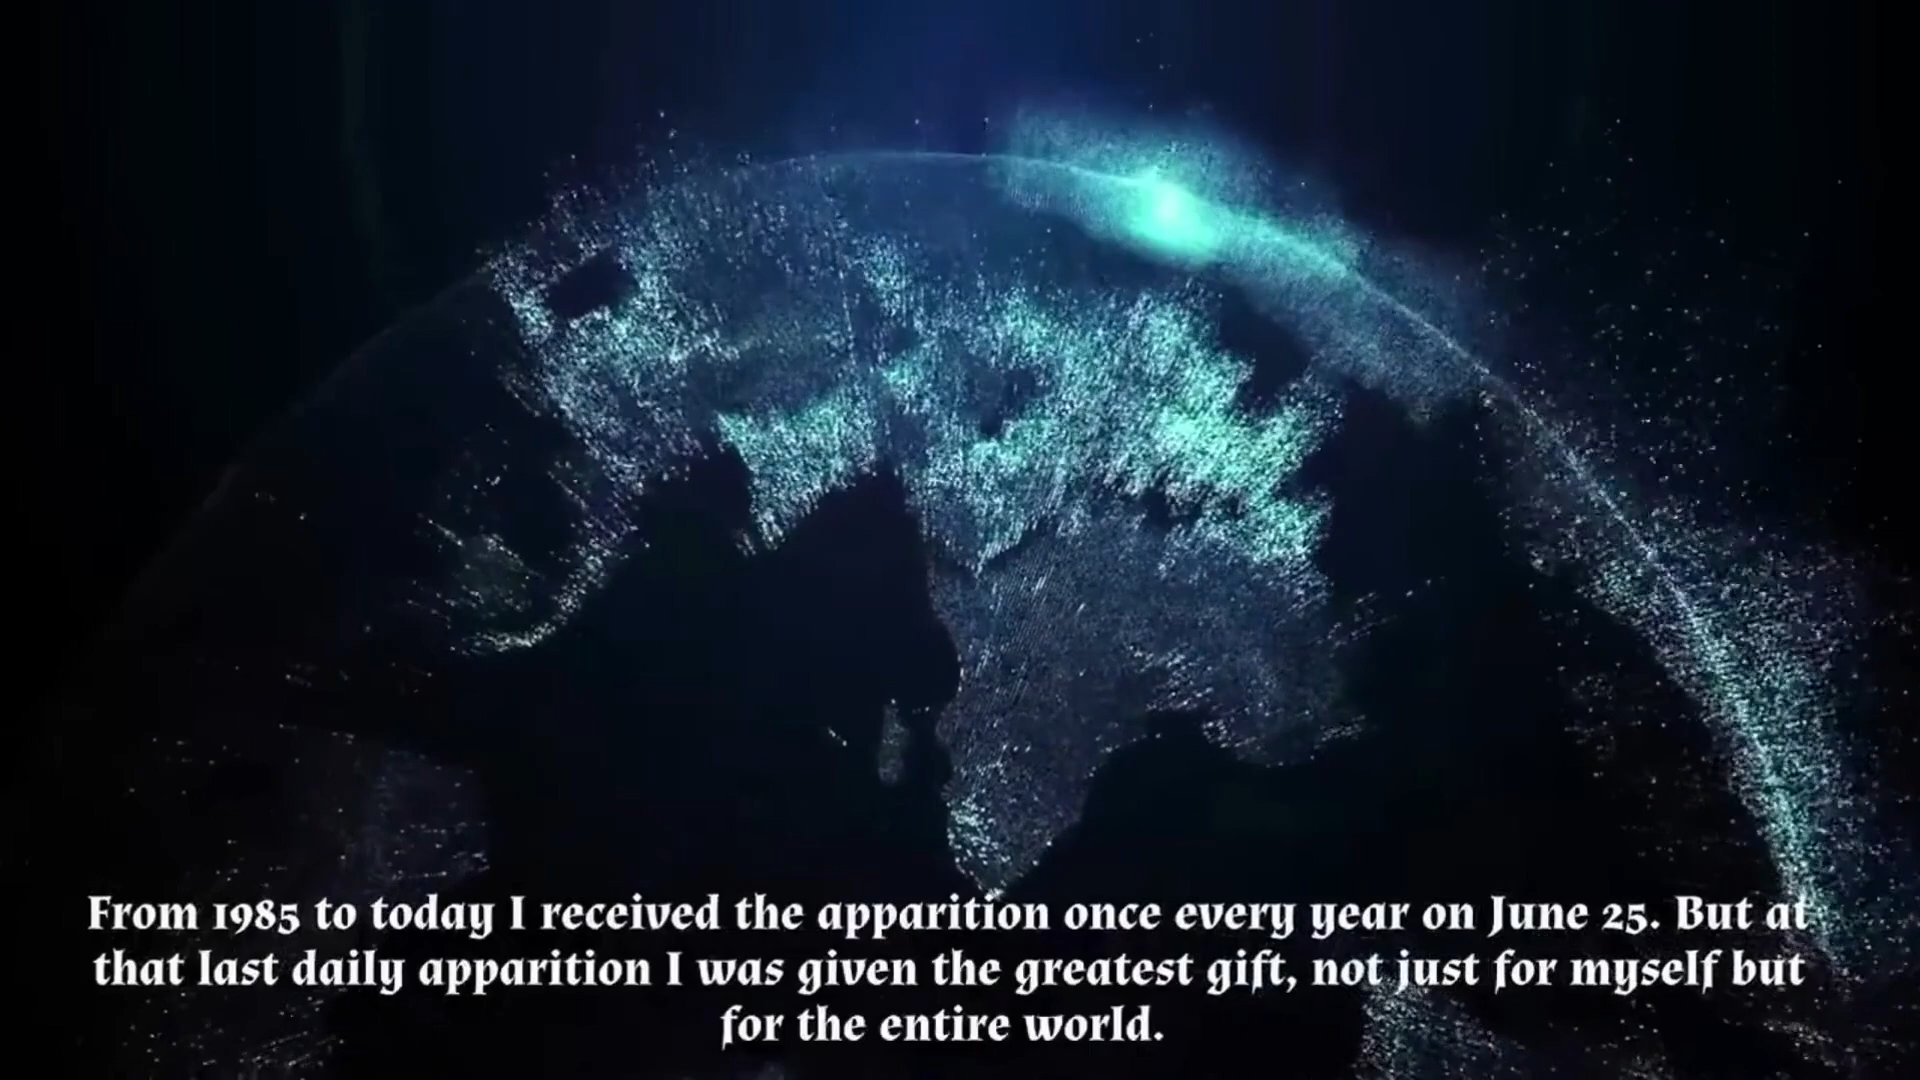 From 1985 to today I received the apparition once every year on June 25. But at
that last daily apparition I was given the greatest gift, not just for myself but
for the entire world.